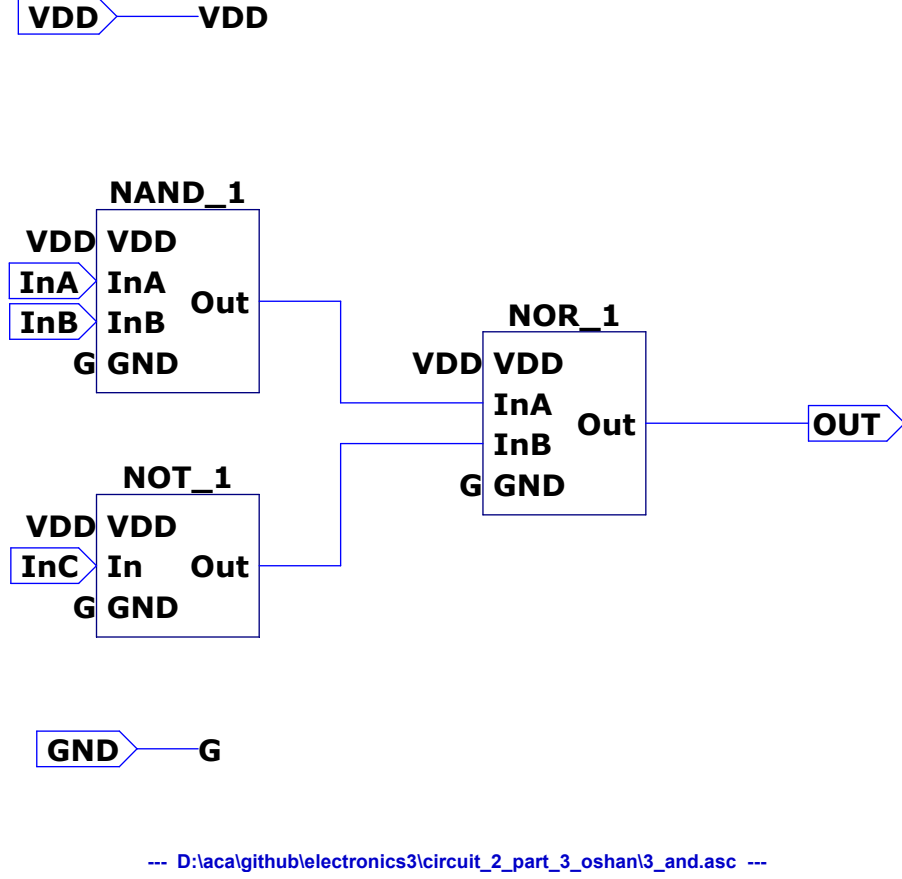 VDD VDD
NAND_1
VDD VDD
InA InA
Out
InB InB
G GND
NOR_1
VDD VDD
InA
Out
OUT
InB
G GND
NOT_1
VDD VDD
InC In Out
G GND
GND G
--- D:\aca\github\electronics3\circuit_2_part_3_oshan\3_and.asc ---